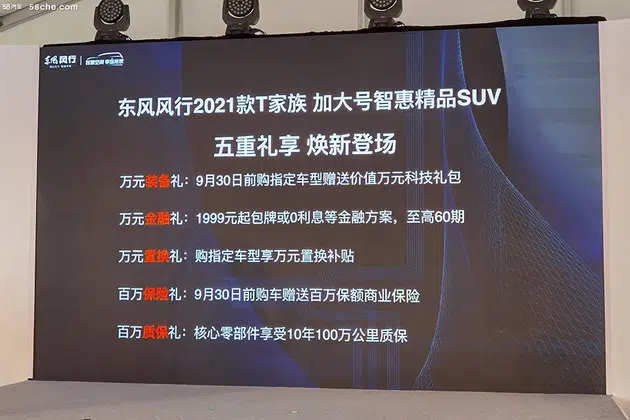 58汽车 58che.com
东风风行
东风风行2021款T家族 加大号智惠精品SUV
五重礼享 焕新登场
万元装备礼：9月30日前购指定车型赠送价值万元科技礼包
万元金融礼：1999元起包牌或0利息等金融方案，至高60期
万元置换礼：购指定车型享万元置换补贴
百万保险礼：9月30日前购车赠送百万保额商业保险
百万质保礼：核心零部件享受10年100万公里质保